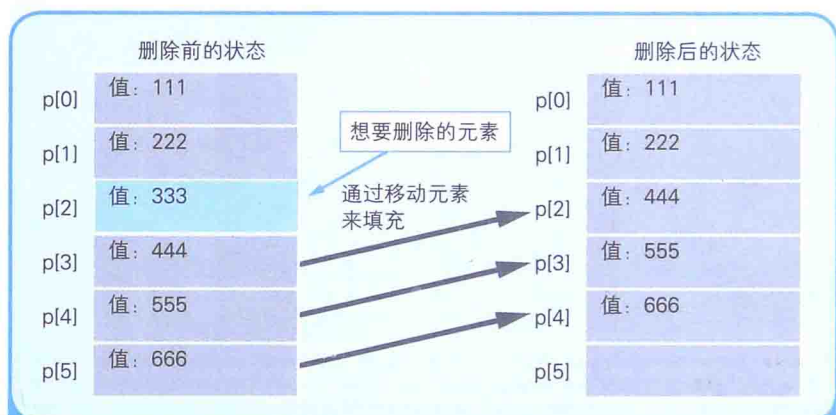 删除前的状态
p[0] 值：111
p[1] 值：222
p[2] 值：333
p[3] 值：444
p[4] 值：555
p[5] 值：666
想要删除的元素
通过移动元素
来填充
删除后的状态
p[0] 值：111
p[1] 值：222
p[2] 值：444
p[3] 值：555
p[4] 值：666
p[5]